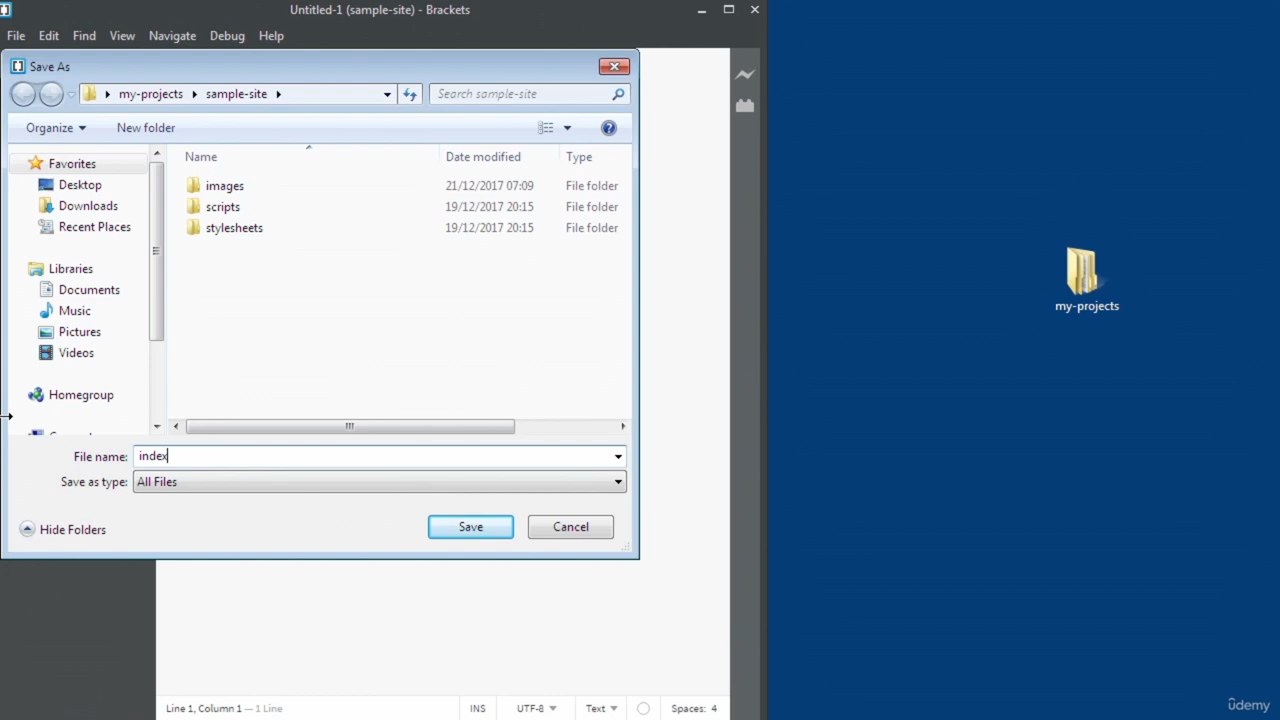 Untitled-1 (sample-site) - Brackets
File Edit Find View Navigate Debug Help
Save As
my-projects sample-site Search sample-site
Organize New folder
Name Date modified Type
Favorites
Desktop
Downloads
Recent Places
Libraries
Documents
Music
Pictures
Videos
Homegroup
images 21/12/2017 07:09 File folder
scripts 19/12/2017 20:15 File folder
stylesheets 19/12/2017 20:15 File folder
File name: index
Save as type: All Files
Hide Folders Save Cancel
my-projects
Line 1, Column 1 — 1 Line INS UTF-8 Text Spaces: 4
ûdemy